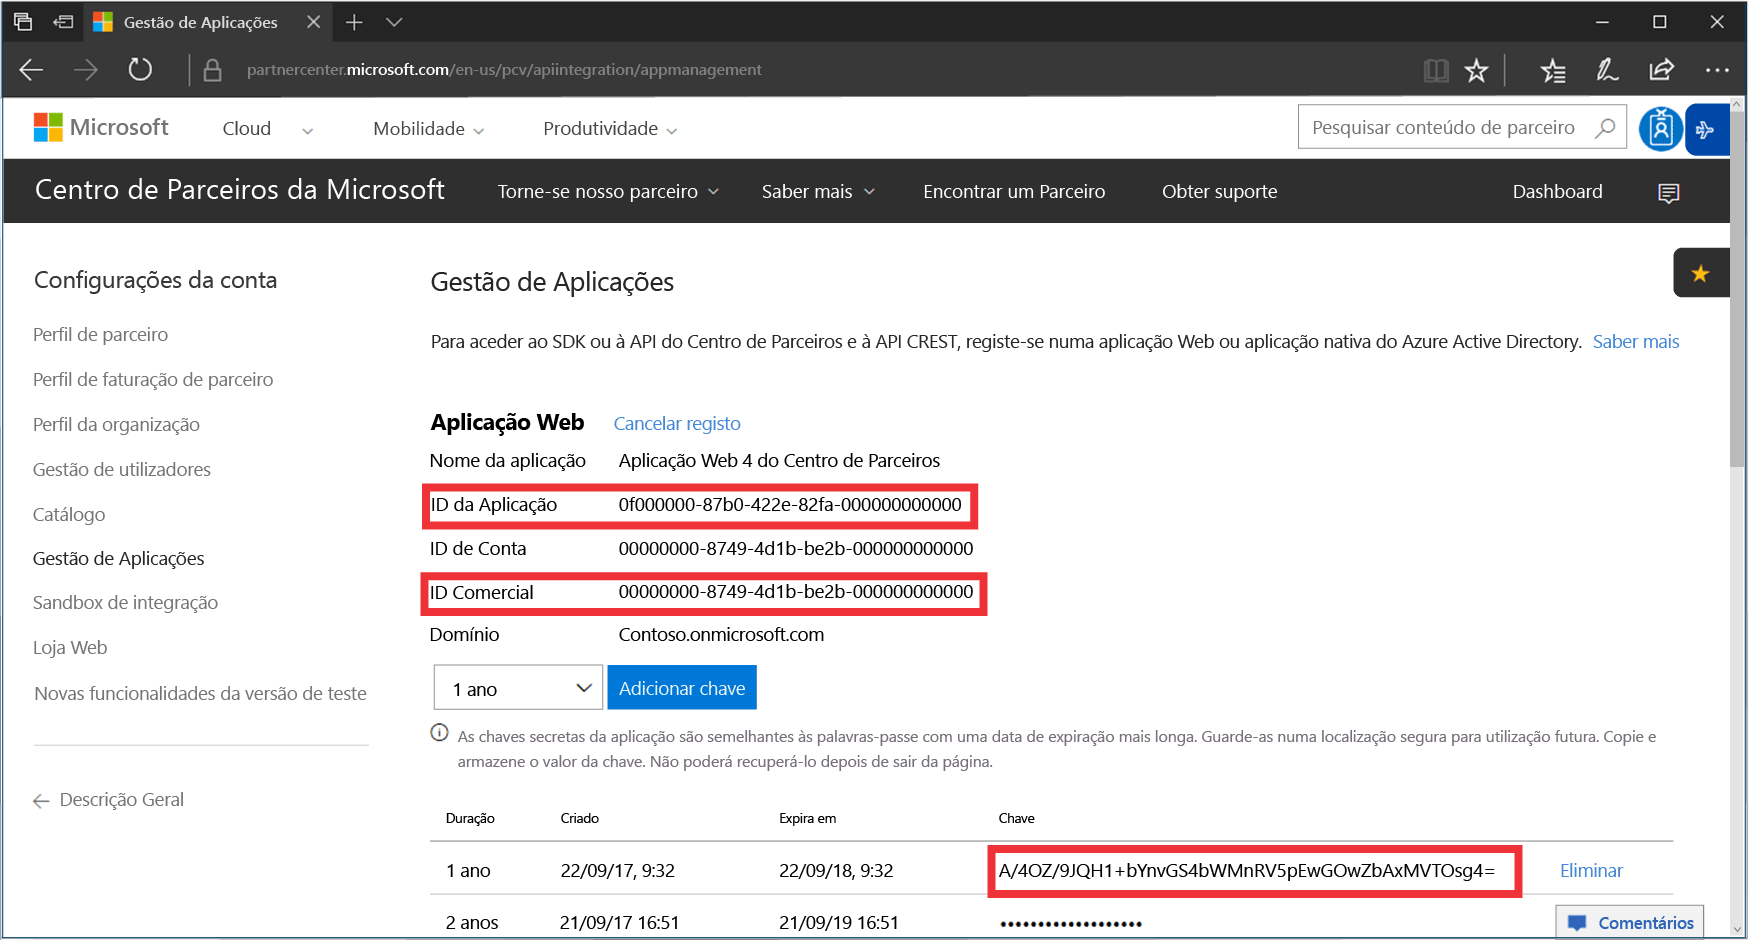 Gestão de Aplicações
partnercenter.microsoft.com/en-us/pcv/apiintegration/appmanagement
Microsoft Cloud Mobilidade Produtividade Pesquisar conteúdo de parceiro
Centro de Parceiros da Microsoft Torne-se nosso parceiro Saber mais Encontrar um Parceiro Obter suporte Dashboard
Configurações da conta
Perfil de parceiro
Perfil de faturação de parceiro
Perfil da organização
Gestão de utilizadores
Catálogo
Gestão de Aplicações
Sandbox de integração
Loja Web
Novas funcionalidades da versão de teste
Descrição Geral
Gestão de Aplicações
Para aceder ao SDK ou à API do Centro de Parceiros e à API CREST, registe-se numa aplicação Web ou aplicação nativa do Azure Active Directory. Saber mais
Aplicação Web Cancelar registo
Nome da aplicação Aplicação Web 4 do Centro de Parceiros
ID da Aplicação 0f000000-87b0-422e-82fa-000000000000
ID de Conta 00000000-8749-4d1b-be2b-000000000000
ID Comercial 00000000-8749-4d1b-be2b-000000000000
Domínio Contoso.onmicrosoft.com
1 ano Adicionar chave
As chaves secretas da aplicação são semelhantes às palavras-passe com uma data de expiração mais longa. Guarde-as numa localização segura para utilização futura. Copie e
armazene o valor da chave. Não poderá recuperá-lo depois de sair da página.
Duração Criado Expira em Chave
1 ano 22/09/17, 9:32 22/09/18, 9:32 A/4OZ/9JQH1+bYnvGS4bWMnRV5pEwGOwZbAxMVTOsg4= Eliminar
2 anos 21/09/17 16:51 21/09/19 16:51 •••••••••••••••••••
Comentários